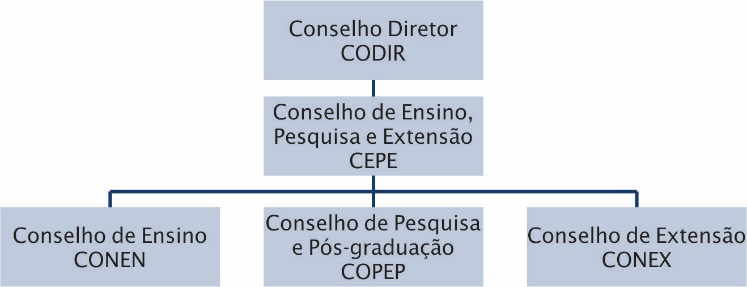 Conselho Diretor
CODIR
Conselho de Ensino,
Pesquisa e Extensão
CEPE
Conselho de Ensino
CONEN
Conselho de Pesquisa
e Pós-graduação
COPEP
Conselho de Extensão
CONEX